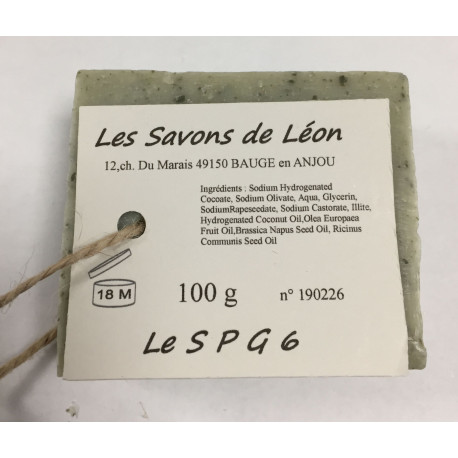 Les Savons de Léon
12,ch. Du Marais 49150 BAUGE en ANJOU
Ingrédients : Sodium Hydrogenated
Cocoate, Sodium Olivate, Aqua, Glycerin,
SodiumRapeseedate, Sodium Castorate, Illite,
Hydrogenated Coconut Oil,Olea Europaea
Fruit Oil,Brassica Napus Seed Oil, Ricinus
Communis Seed Oil
18 M
100 g
n° 190226
Le S P G 6